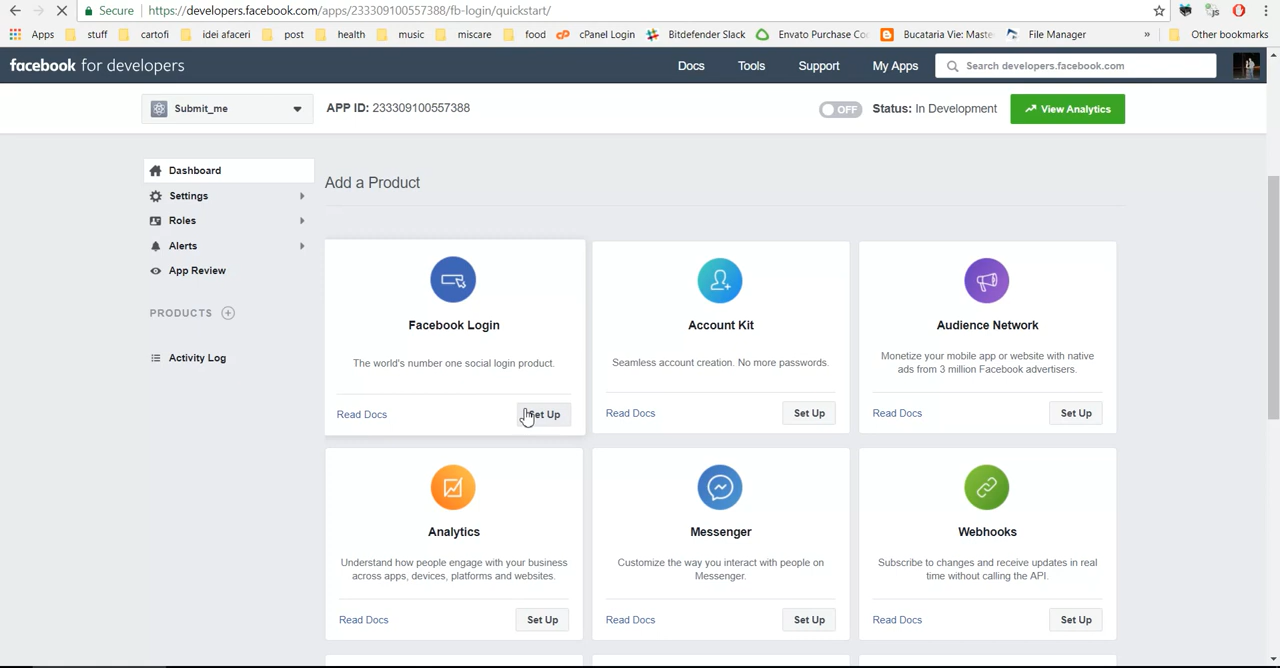 Secure https://developers.facebook.com/apps/233309100557388/fb-login/quickstart/
Apps stuff cartofi idei afaceri post health music mncare food cPanel Login Bitdefender Slack Envato Purchase Co Bucataria Vie: Maste File Manager » Other bookmarks
facebook for developers Docs Tools Support My Apps Search developers.facebook.com
Submit_me APP ID: 233309100557388 OFF Status: In Development View Analytics
Dashboard
Settings
Roles
Alerts
App Review
PRODUCTS
Activity Log
Add a Product
Facebook Login
The world's number one social login product.
Read Docs Set Up
Account Kit
Seamless account creation. No more passwords.
Read Docs Set Up
Audience Network
Monetize your mobile app or website with native
ads from 3 million Facebook advertisers.
Read Docs Set Up
Analytics
Understand how people engage with your business
across apps, devices, platforms and websites.
Read Docs Set Up
Messenger
Customize the way you interact with people on
Messenger.
Read Docs Set Up
Webhooks
Subscribe to changes and receive updates in real
time without calling the API.
Read Docs Set Up